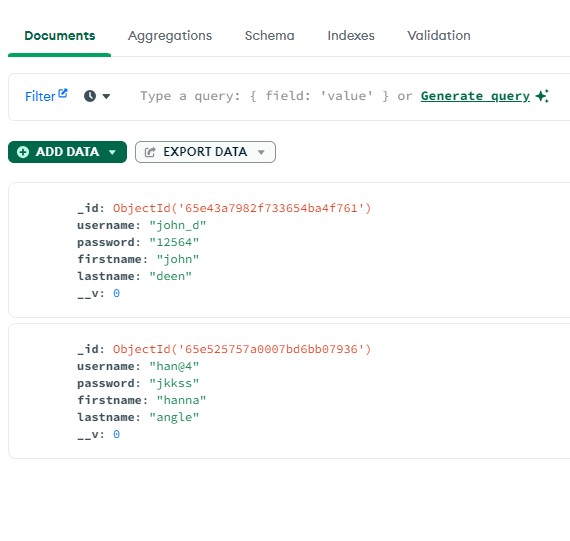 Documents Aggregations Schema Indexes Validation
Filter Type a query: { field: 'value' } or Generate query
ADD DATA EXPORT DATA
_id: ObjectId('65e43a7982f733654ba4f761')
username: "john_d"
password: "12564"
firstname: "john"
lastname: "deen"
__v: 0
_id: ObjectId('65e525757a0007bd6bb07936')
username: "han@4"
password: "jkkss"
firstname: "hanna"
lastname: "angle"
__v: 0